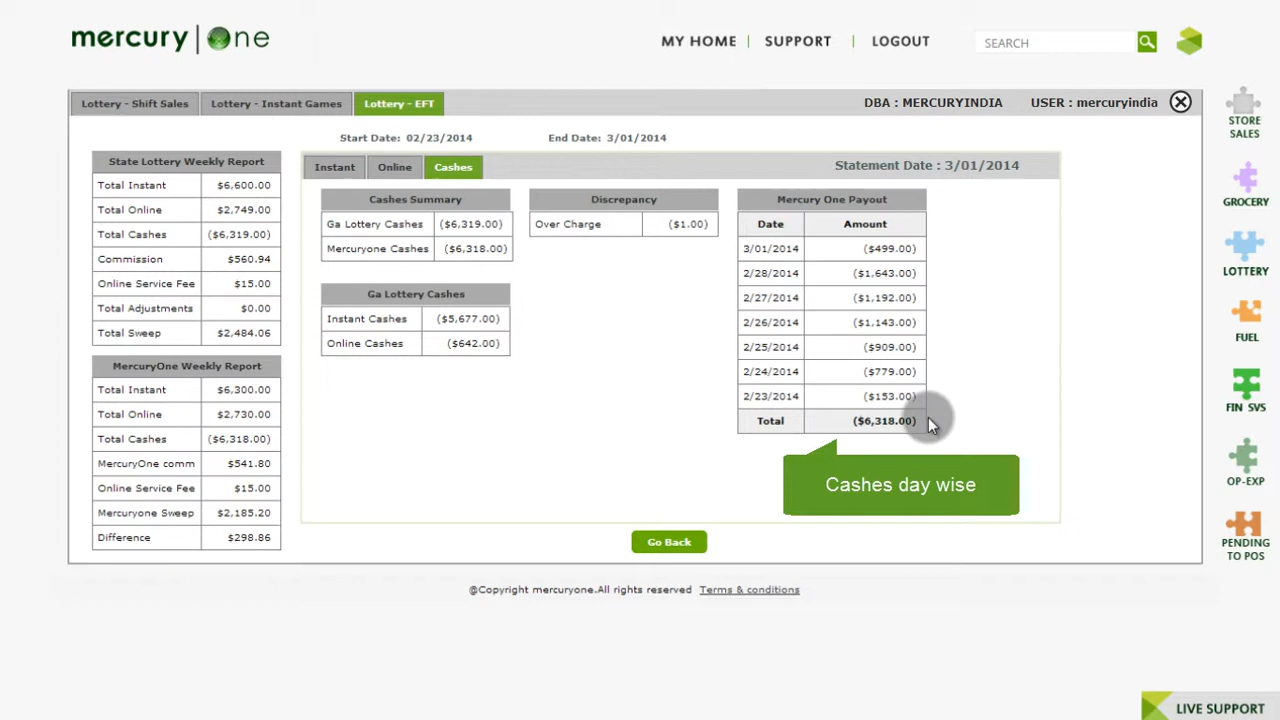 mercury One
MY HOME | SUPPORT | LOGOUT
SEARCH
Lottery - Shift Sales
Lottery - Instant Games
Lottery - EFT
DBA : MERCURYINDIA
USER : mercuryindia
Start Date: 02/23/2014
End Date: 3/01/2014
State Lottery Weekly Report
Total Instant $6,600.00
Total Online $2,749.00
Total Cashes ($6,319.00)
Commission $560.94
Online Service Fee $15.00
Total Adjustments $0.00
Total Sweep $2,484.06
MercuryOne Weekly Report
Total Instant $6,300.00
Total Online $2,730.00
Total Cashes ($6,318.00)
MercuryOne comm $541.80
Online Service Fee $15.00
Mercuryone Sweep $2,185.20
Difference $298.86
Instant
Online
Cashes
Statement Date : 3/01/2014
Cashes Summary
Ga Lottery Cashes ($6,319.00)
Mercuryone Cashes ($6,318.00)
Ga Lottery Cashes
Instant Cashes ($5,677.00)
Online Cashes ($642.00)
Discrepancy
Over Charge ($1.00)
Mercury One Payout
Date Amount
3/01/2014 ($499.00)
2/28/2014 ($1,643.00)
2/27/2014 ($1,192.00)
2/26/2014 ($1,143.00)
2/25/2014 ($909.00)
2/24/2014 ($779.00)
2/23/2014 ($153.00)
Total ($6,318.00)
Cashes day wise
Go Back
@Copyright mercuryone.All rights reserved Terms & conditions
STORE
SALES
GROCERY
LOTTERY
FUEL
FIN SVS
OP-EXP
PENDING
TO POS
LIVE SUPPORT